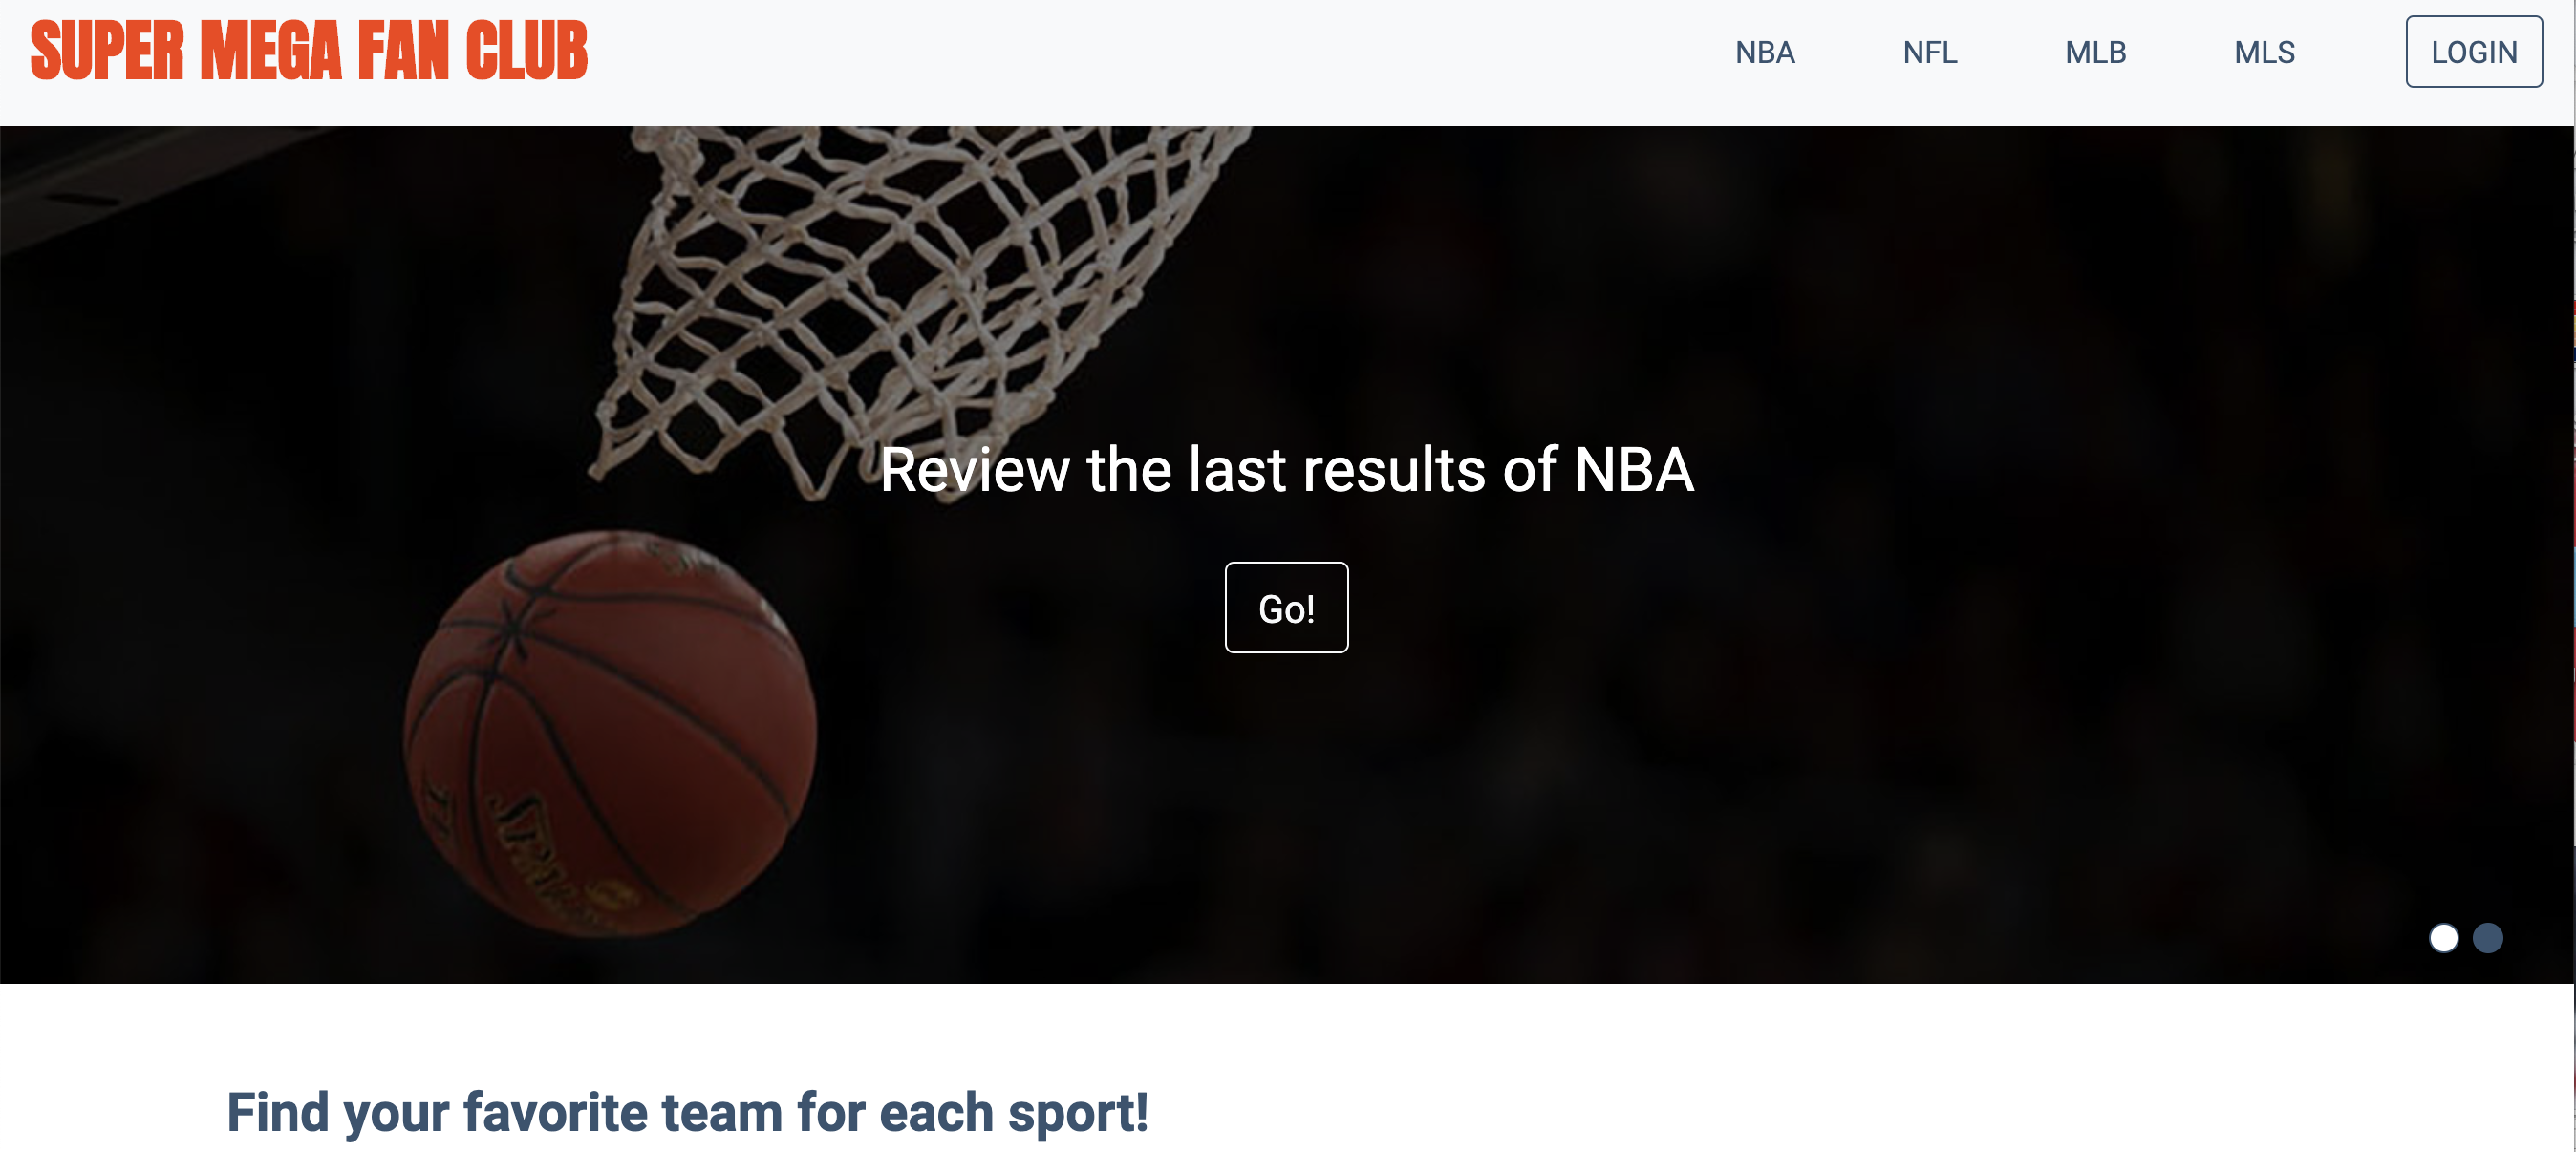 SUPER MEGA FAN CLUB
NBA NFL MLB MLS LOGIN
Review the last results of NBA
Go!
Find your favorite team for each sport!